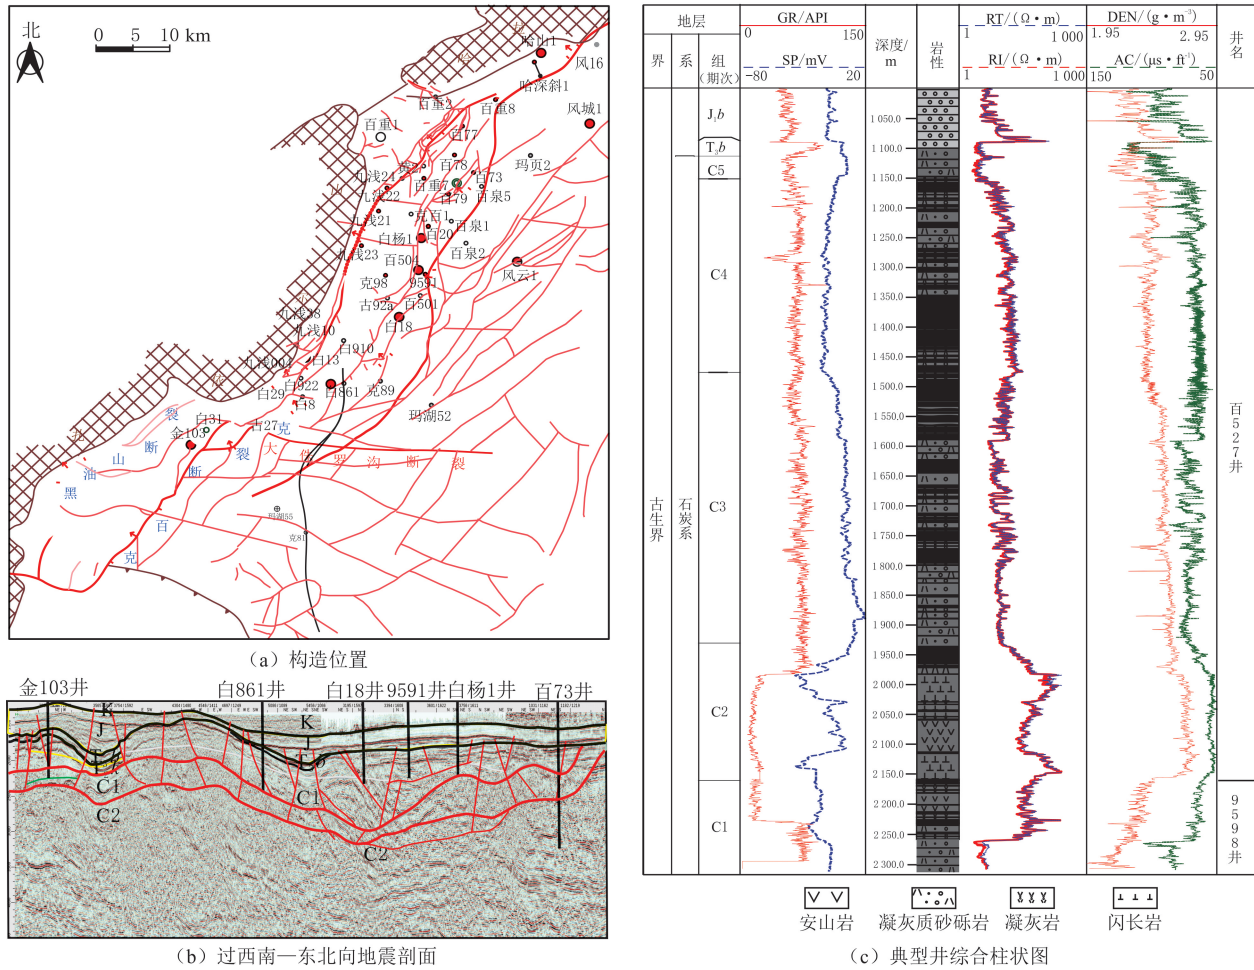 北
0 5 10 km
哈山1
风16
哈深斜1
百重2
百重8
风城1
百重1
百77
玛页2
百78
九浅24
百重7
百73
九浅22
百79
百泉5
九浅21
克百1
百泉1
白杨1
百20
九浅23
百504
百泉2
风云1
克98
9591
古92a
百501
九浅38
白18
九浅10
白910
九浅004
白13
白922
白861
克89
白29
白8
玛湖52
白31
金103
古27
克
裂
大侏罗沟断裂
黑油山断裂
克百断
玛湖55
克81
(a) 构造位置
金103井 白861井 白18井 9591井 白杨1井 百73井
K
J
K
J
C1
C1
C2
C2
(b) 过西南—东北向地震剖面
地层
GR/API
0 150
SP/mV
-80 20
深度/m
岩性
RT/(Ω·m)
1 1 000
RI/(Ω·m)
1 1 000
DEN/(g·m⁻³)
1.95 2.95
AC/(μs·ft⁻¹)
150 50
井名
界 系 组(期次)
J₁b
T₃b
C5
C4
C3
C2
C1
古生界
石炭系
1 050.0
1 100.0
1 150.0
1 200.0
1 250.0
1 300.0
1 350.0
1 400.0
1 450.0
1 500.0
1 550.0
1 600.0
1 650.0
1 700.0
1 750.0
1 800.0
1 850.0
1 900.0
1 950.0
2 000.0
2 050.0
2 100.0
2 150.0
2 200.0
2 250.0
2 300.0
百527井
9598井
安山岩 凝灰质砂砾岩 凝灰岩 闪长岩
(c) 典型井综合柱状图